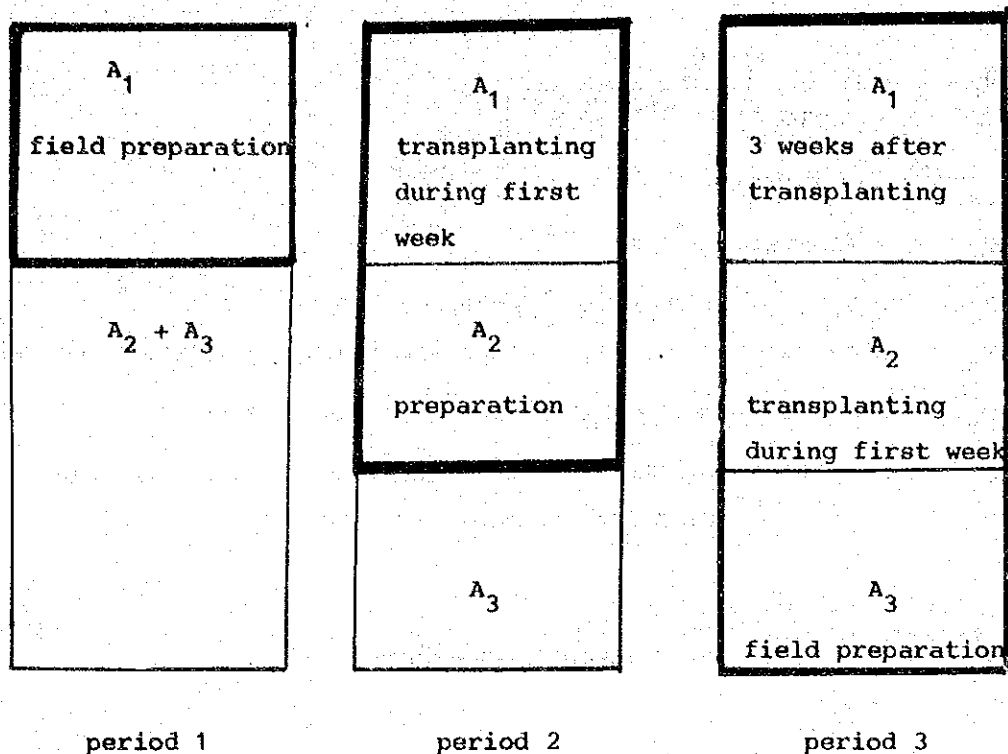 A1
field preparation
A2 + A3
period 1
A1
transplanting
during first
week
A2
preparation
A3
period 2
A1
3 weeks after
transplanting
A2
transplanting
during first week
A3
field preparation
period 3